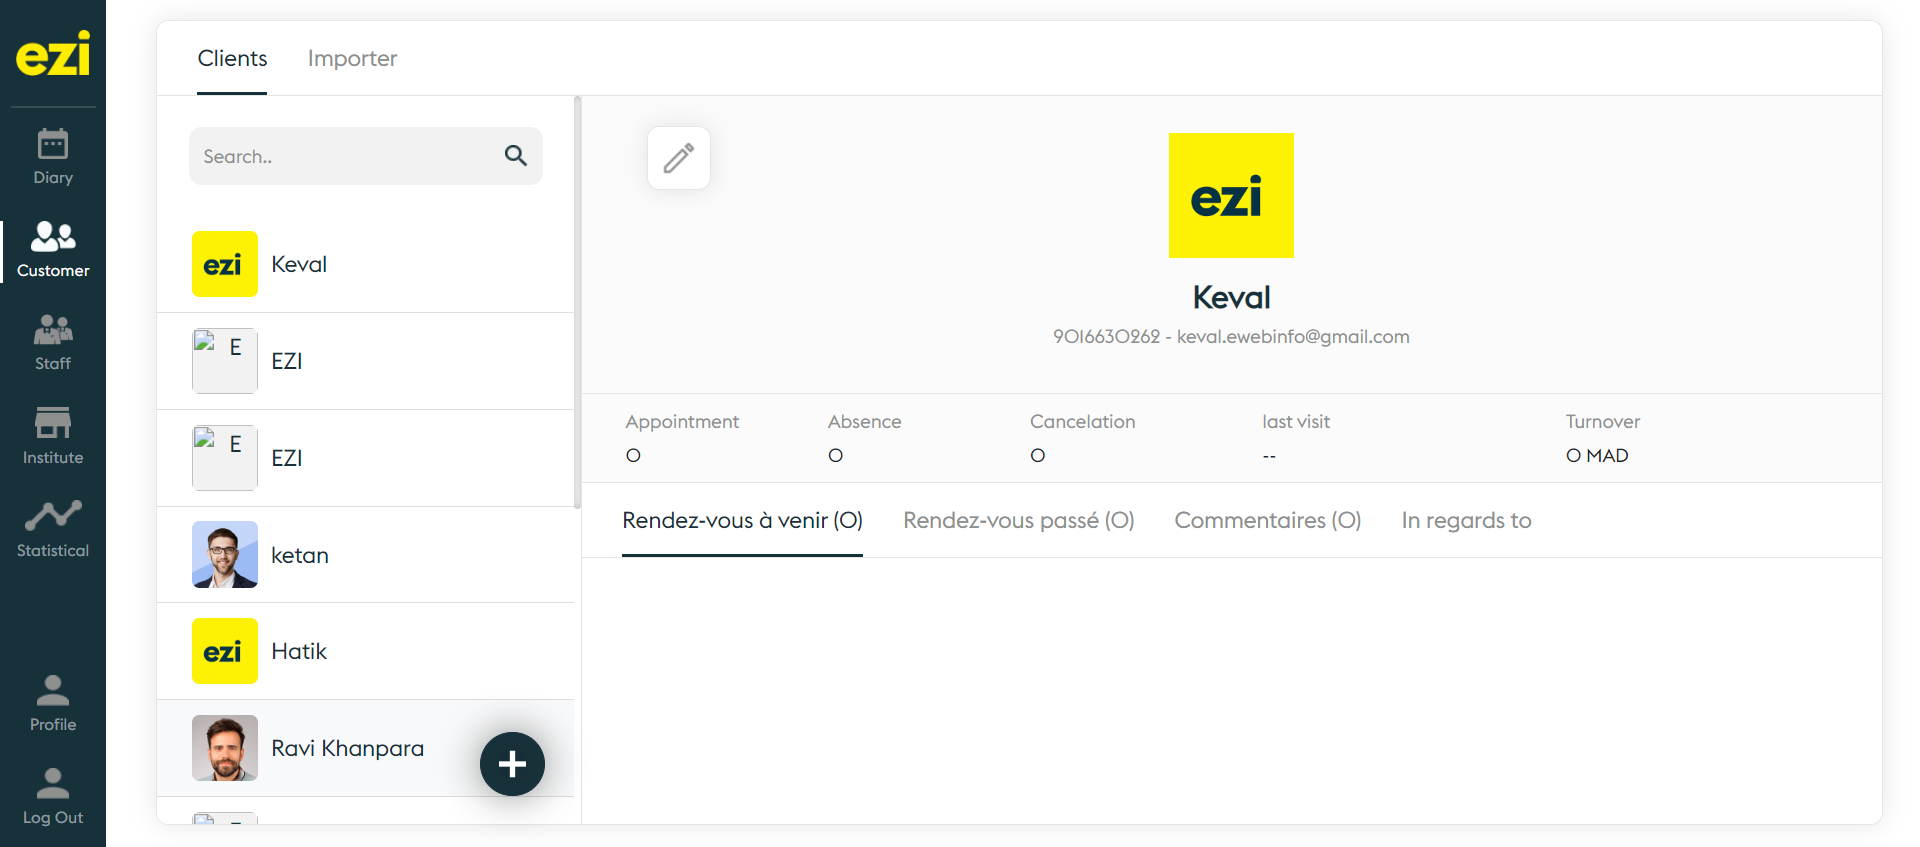 ezi
Diary
Customer
Staff
Institute
Statistical
Profile
Log Out
Clients
Importer
Search..
ezi
Keval
E
EZI
E
EZI
ketan
ezi
Hatik
Ravi Khanpara
ezi
Keval
9016630262 - keval.ewebinfo@gmail.com
Appointment
0
Absence
0
Cancelation
0
last visit
--
Turnover
0 MAD
Rendez-vous à venir (0)
Rendez-vous passé (0)
Commentaires (0)
In regards to